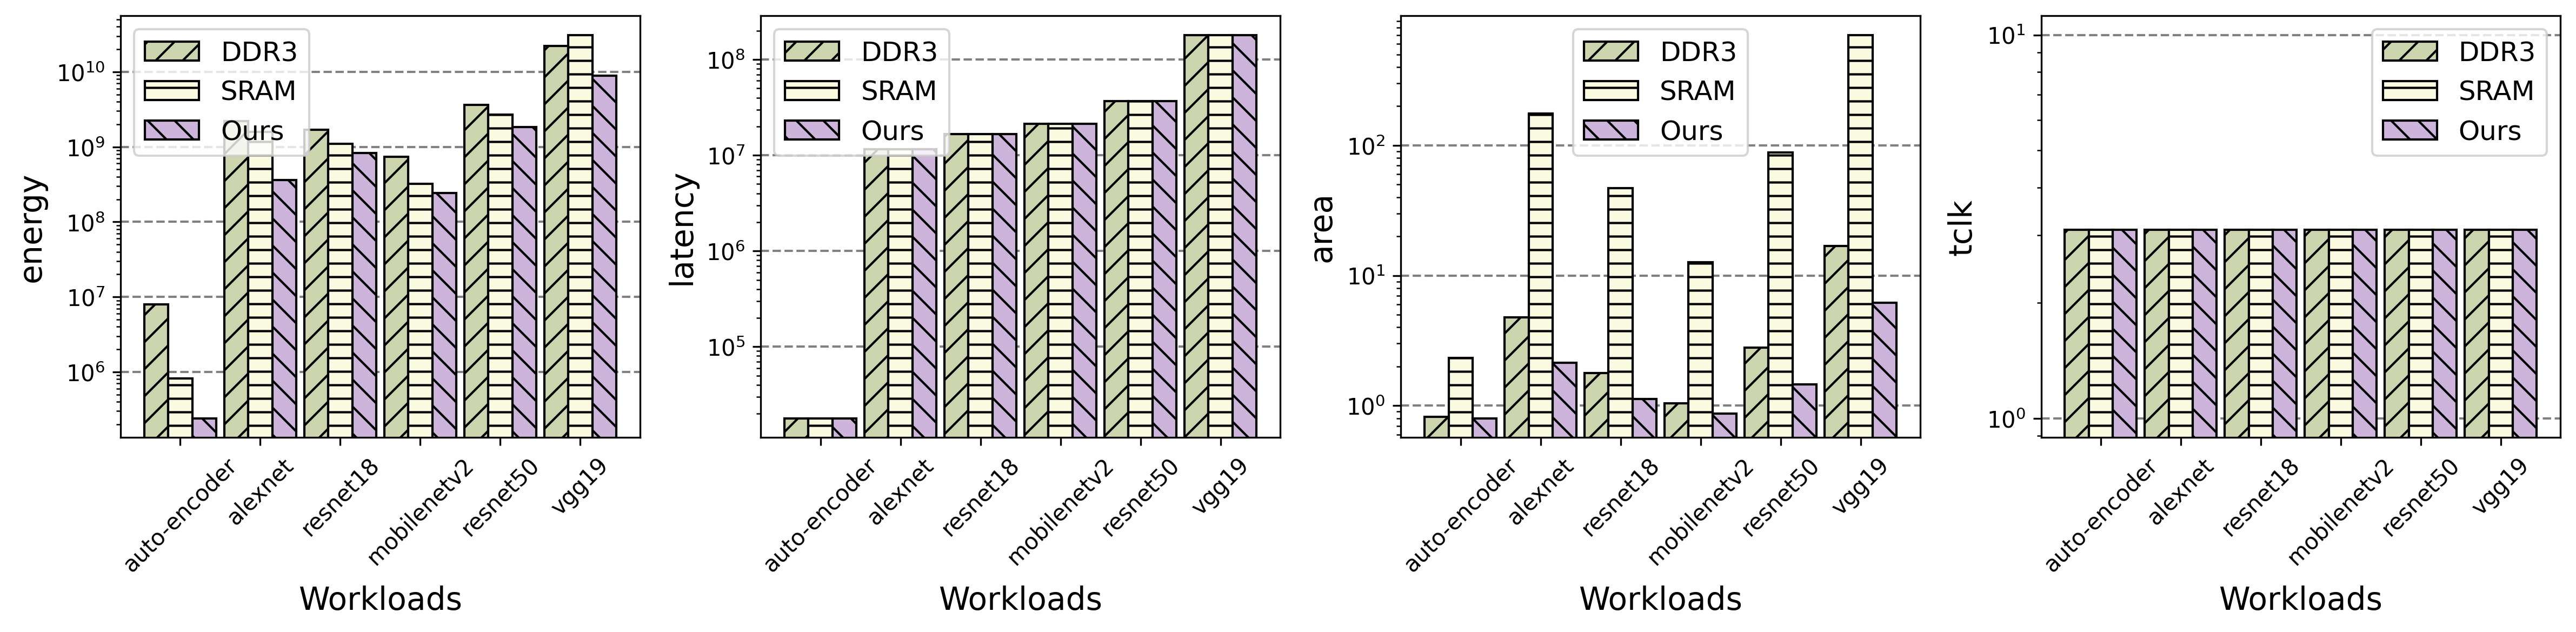 energy
10^10
10^9
10^8
10^7
10^6
DDR3
SRAM
Ours
auto-encoder
alexnet
resnet18
mobilenetv2
resnet50
vgg19
Workloads
latency
10^8
10^7
10^6
10^5
DDR3
SRAM
Ours
auto-encoder
alexnet
resnet18
mobilenetv2
resnet50
vgg19
Workloads
area
10^2
10^1
10^0
DDR3
SRAM
Ours
auto-encoder
alexnet
resnet18
mobilenetv2
resnet50
vgg19
Workloads
tclk
10^1
10^0
DDR3
SRAM
Ours
auto-encoder
alexnet
resnet18
mobilenetv2
resnet50
vgg19
Workloads